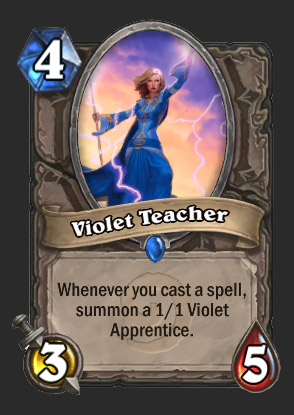 4
Violet Teacher
Whenever you cast a spell,
summon a 1/1 Violet
Apprentice.
3
5